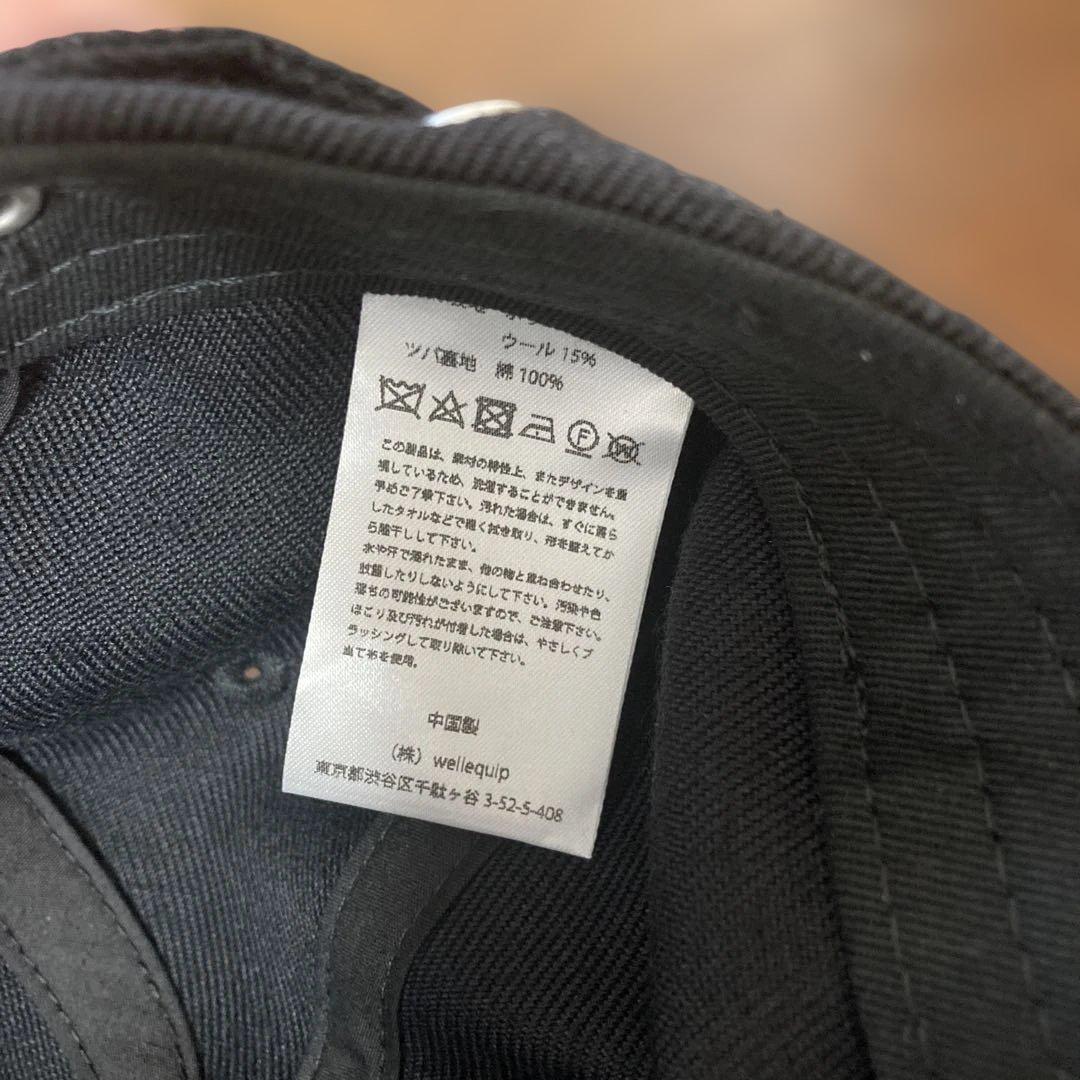 ウール 15%
ツバ裏地 綿 100%
F
W
この製品は、素材の特性上、またデザインを重
視しているため、洗濯することができません。
予めご了承下さい。汚れた場合は、すぐに濡ら
したタオルなどで軽く拭き取り、形を整えてか
ら陰干しして下さい。
水や汗で濡れたまま、他の物と重ね合わせたり、
放置したりしないようにして下さい。汚染や色
落ちの可能性がございますので、ご注意下さい。
ほこり及び汚れが付着した場合は、やさしくブ
ラッシングして取り除いて下さい。
当て布を使用。
中国製
（株）wellequip
東京都渋谷区千駄ヶ谷 3-52-5-408